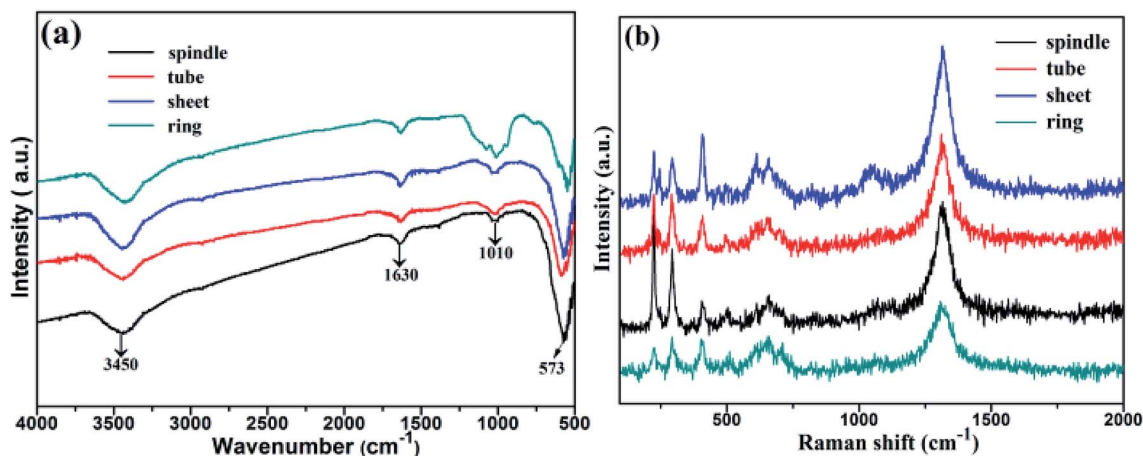 (a)
spindle
tube
sheet
ring
Intensity ( a.u.)
3450
1630
1010
573
4000 3500 3000 2500 2000 1500 1000 500
Wavenumber (cm⁻¹)
(b)
spindle
tube
sheet
ring
Intensity (a.u.)
500 1000 1500 2000
Raman shift (cm⁻¹)